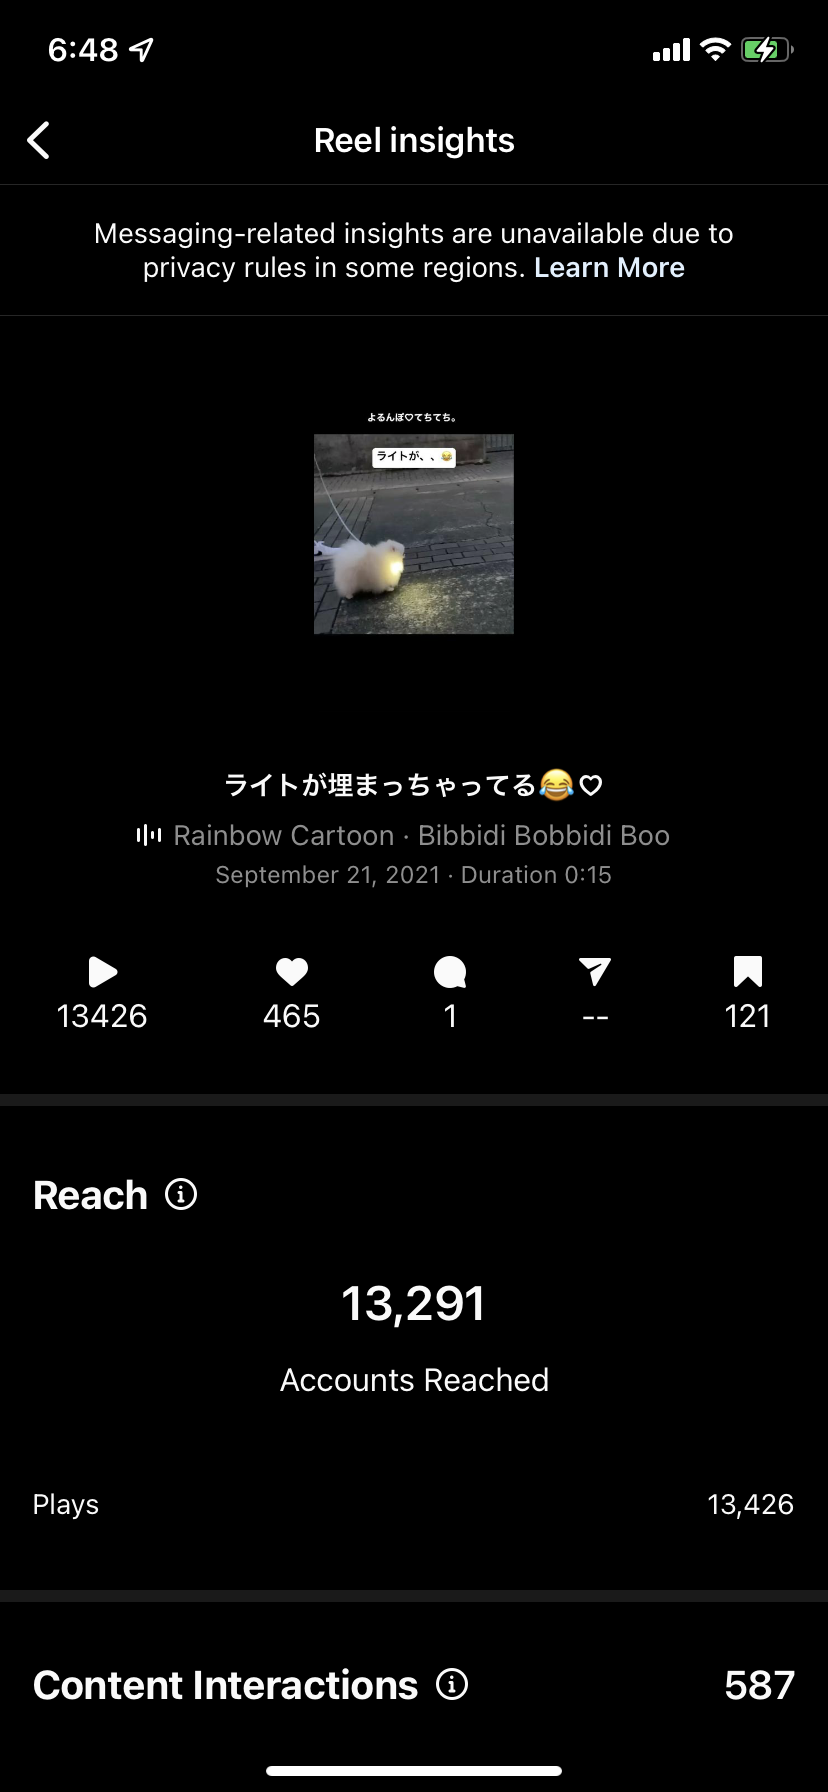 6:48
Reel insights
Messaging-related insights are unavailable due to
privacy rules in some regions. Learn More
よるんぽ♡てちてち。
ライトが、、😂
ライトが埋まっちゃってる😂♡
Rainbow Cartoon · Bibbidi Bobbidi Boo
September 21, 2021 · Duration 0:15
13426 465 1 -- 121
Reach
13,291
Accounts Reached
Plays 13,426
Content Interactions 587